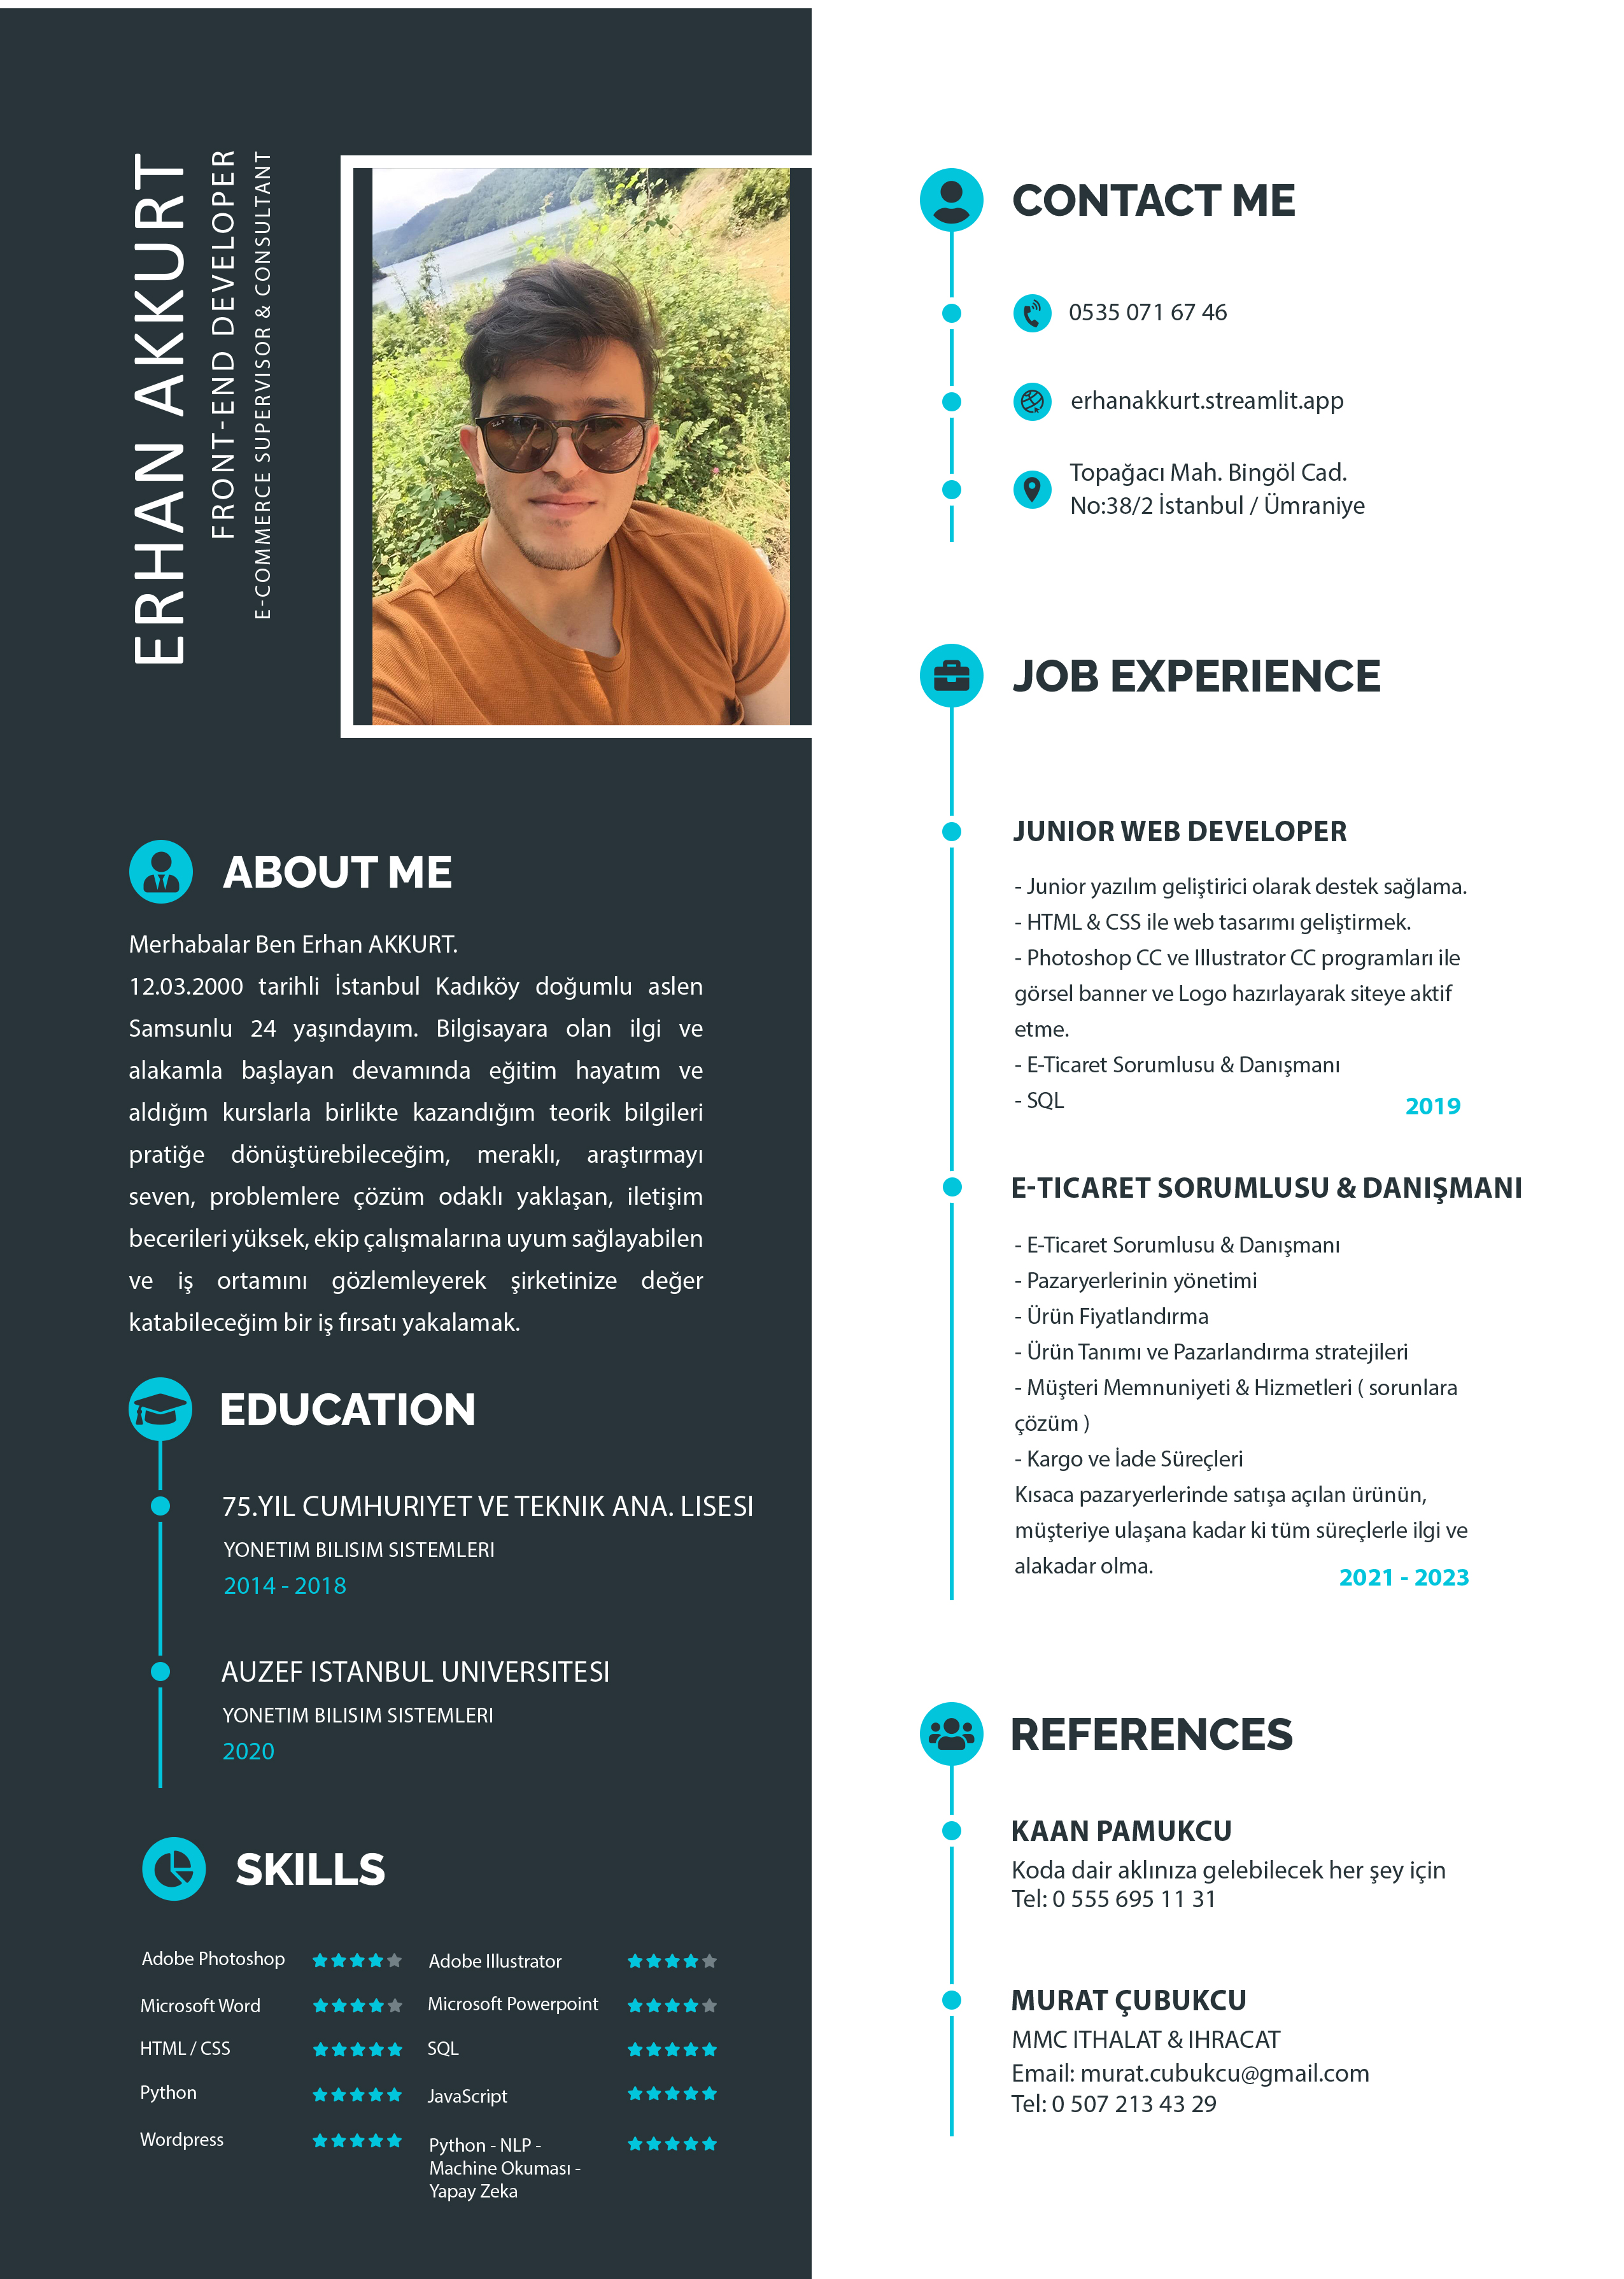 ERHAN AKKURT
FRONT-END DEVELOPER
E-COMMERCE SUPERVISOR & CONSULTANT
ABOUT ME
Merhabalar Ben Erhan AKKURT.
12.03.2000 tarihli İstanbul Kadıköy doğumlu aslen
Samsunlu 24 yaşındayım. Bilgisayara olan ilgi ve
alakamla başlayan devamında eğitim hayatım ve
aldığım kurslarla birlikte kazandığım teorik bilgileri
pratiğe dönüştürebileceğim, meraklı, araştırmayı
seven, problemlere çözüm odaklı yaklaşan, iletişim
becerileri yüksek, ekip çalışmalarına uyum sağlayabilen
ve iş ortamını gözlemleyerek şirketinize değer
katabileceğim bir iş fırsatı yakalamak.
EDUCATION
75.YIL CUMHURIYET VE TEKNIK ANA. LISESI
YONETIM BILISIM SISTEMLERI
2014 - 2018
AUZEF ISTANBUL UNIVERSITESI
YONETIM BILISIM SISTEMLERI
2020
SKILLS
Adobe Photoshop
Adobe Illustrator
Microsoft Word
Microsoft Powerpoint
HTML / CSS
SQL
Python
JavaScript
Wordpress
Python - NLP -
Machine Okuması -
Yapay Zeka
CONTACT ME
0535 071 67 46
erhanakkurt.streamlit.app
Topağacı Mah. Bingöl Cad.
No:38/2 İstanbul / Ümraniye
JOB EXPERIENCE
JUNIOR WEB DEVELOPER
- Junior yazılım geliştirici olarak destek sağlama.
- HTML & CSS ile web tasarımı geliştirmek.
- Photoshop CC ve Illustrator CC programları ile
görsel banner ve Logo hazırlayarak siteye aktif
etme.
- E-Ticaret Sorumlusu & Danışmanı
- SQL
2019
E-TICARET SORUMLUSU & DANIŞMANI
- E-Ticaret Sorumlusu & Danışmanı
- Pazaryerlerinin yönetimi
- Ürün Fiyatlandırma
- Ürün Tanımı ve Pazarlandırma stratejileri
- Müşteri Memnuniyeti & Hizmetleri ( sorunlara
çözüm )
- Kargo ve İade Süreçleri
Kısaca pazaryerlerinde satışa açılan ürünün,
müşteriye ulaşana kadar ki tüm süreçlerle ilgi ve
alakadar olma.
2021 - 2023
REFERENCES
KAAN PAMUKCU
Koda dair aklınıza gelebilecek her şey için
Tel: 0 555 695 11 31
MURAT ÇUBUKCU
MMC ITHALAT & IHRACAT
Email: murat.cubukcu@gmail.com
Tel: 0 507 213 43 29